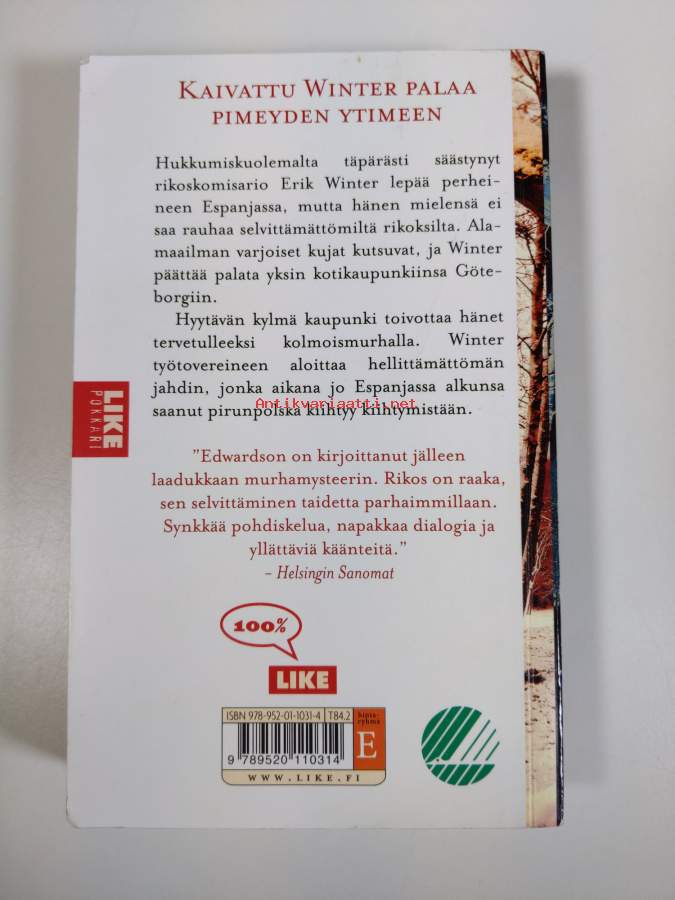 KAIVATTU WINTER PALAA
PIMEYDEN YTIMEEN
Hukkumiskuolemalta täpärästi säästynyt
rikoskomisario Erik Winter lepää perhei-
neen Espanjassa, mutta hänen mielensä ei
saa rauhaa selvittämättömiltä rikoksilta. Ala-
maailman varjoiset kujat kutsuvat, ja Winter
päättää palata yksin kotikaupunkiinsa Göte-
borgiin.
Hyytävän kylmä kaupunki toivottaa hänet
tervetulleeksi kolmoismurhalla. Winter
työtovereineen aloittaa hellittämättömän
jahdin, jonka aikana jo Espanjassa alkunsa
saanut pirunpolska kiihtyy kiihtymistään.
Antikvariaatti.net
LIKE
POKKARI
”Edwardson on kirjoittanut jälleen
laadukkaan murhamysteerin. Rikos on raaka,
sen selvittäminen taidetta parhaimmillaan.
Synkkää pohdiskelua, napakkaa dialogia ja
yllättäviä käänteitä.”
– Helsingin Sanomat
100%
LIKE
ISBN 978-952-01-1031-4 T84.2
hinta-
ryhmä
E
9 789520 110314
WWW.LIKE.FI